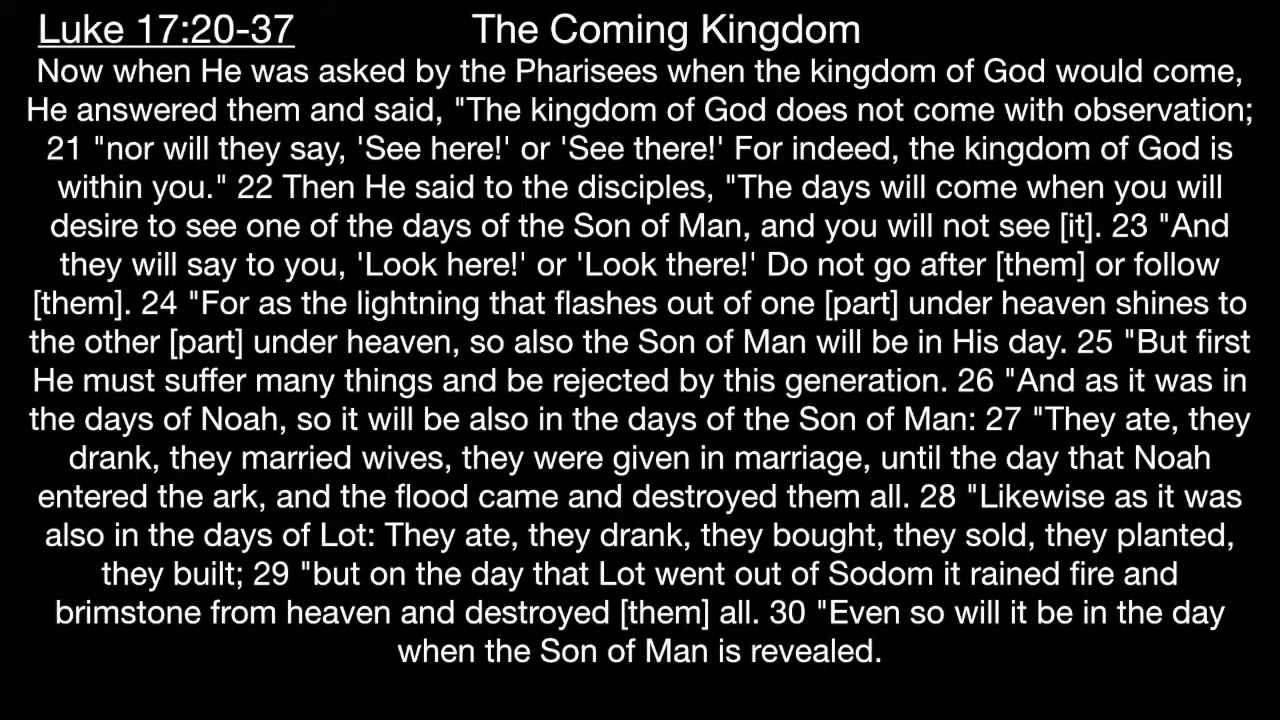 Luke 17:20-37 The Coming Kingdom
Now when He was asked by the Pharisees when the kingdom of God would come,
He answered them and said, "The kingdom of God does not come with observation;
21 "nor will they say, 'See here!' or 'See there!' For indeed, the kingdom of God is
within you." 22 Then He said to the disciples, "The days will come when you will
desire to see one of the days of the Son of Man, and you will not see [it]. 23 "And
they will say to you, 'Look here!' or 'Look there!' Do not go after [them] or follow
[them]. 24 "For as the lightning that flashes out of one [part] under heaven shines to
the other [part] under heaven, so also the Son of Man will be in His day. 25 "But first
He must suffer many things and be rejected by this generation. 26 "And as it was in
the days of Noah, so it will be also in the days of the Son of Man: 27 "They ate, they
drank, they married wives, they were given in marriage, until the day that Noah
entered the ark, and the flood came and destroyed them all. 28 "Likewise as it was
also in the days of Lot: They ate, they drank, they bought, they sold, they planted,
they built; 29 "but on the day that Lot went out of Sodom it rained fire and
brimstone from heaven and destroyed [them] all. 30 "Even so will it be in the day
when the Son of Man is revealed.